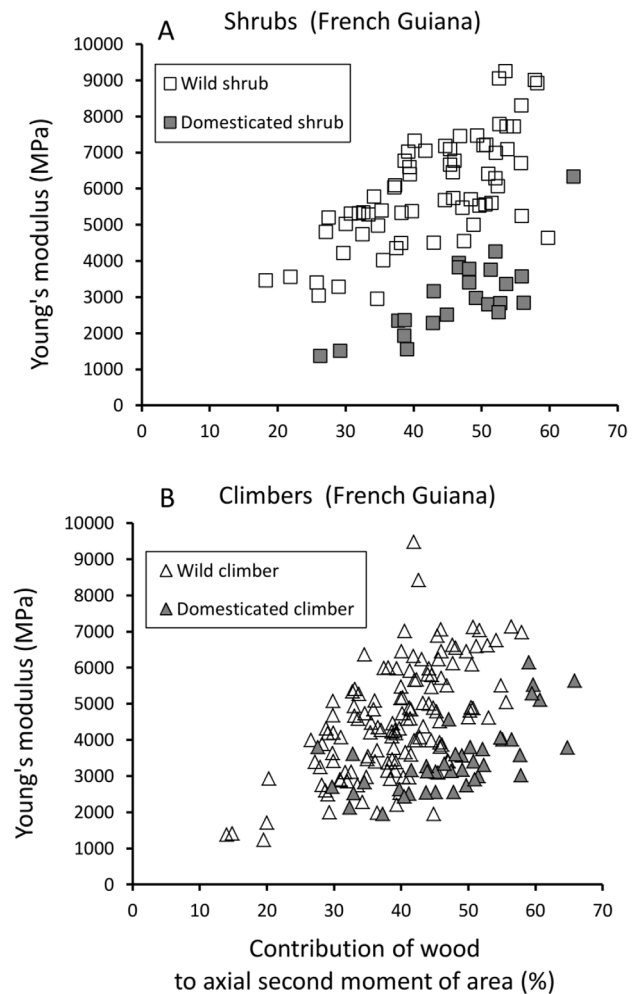 A
Shrubs (French Guiana)
10000
9000
8000
7000
6000
5000
4000
3000
2000
1000
0
Young's modulus (MPa)
Wild shrub
Domesticated shrub
0 10 20 30 40 50 60 70
B
Climbers (French Guiana)
10000
9000
8000
7000
6000
5000
4000
3000
2000
1000
0
Young's modulus (MPa)
Wild climber
Domesticated climber
0 10 20 30 40 50 60 70
Contribution of wood
to axial second moment of area (%)